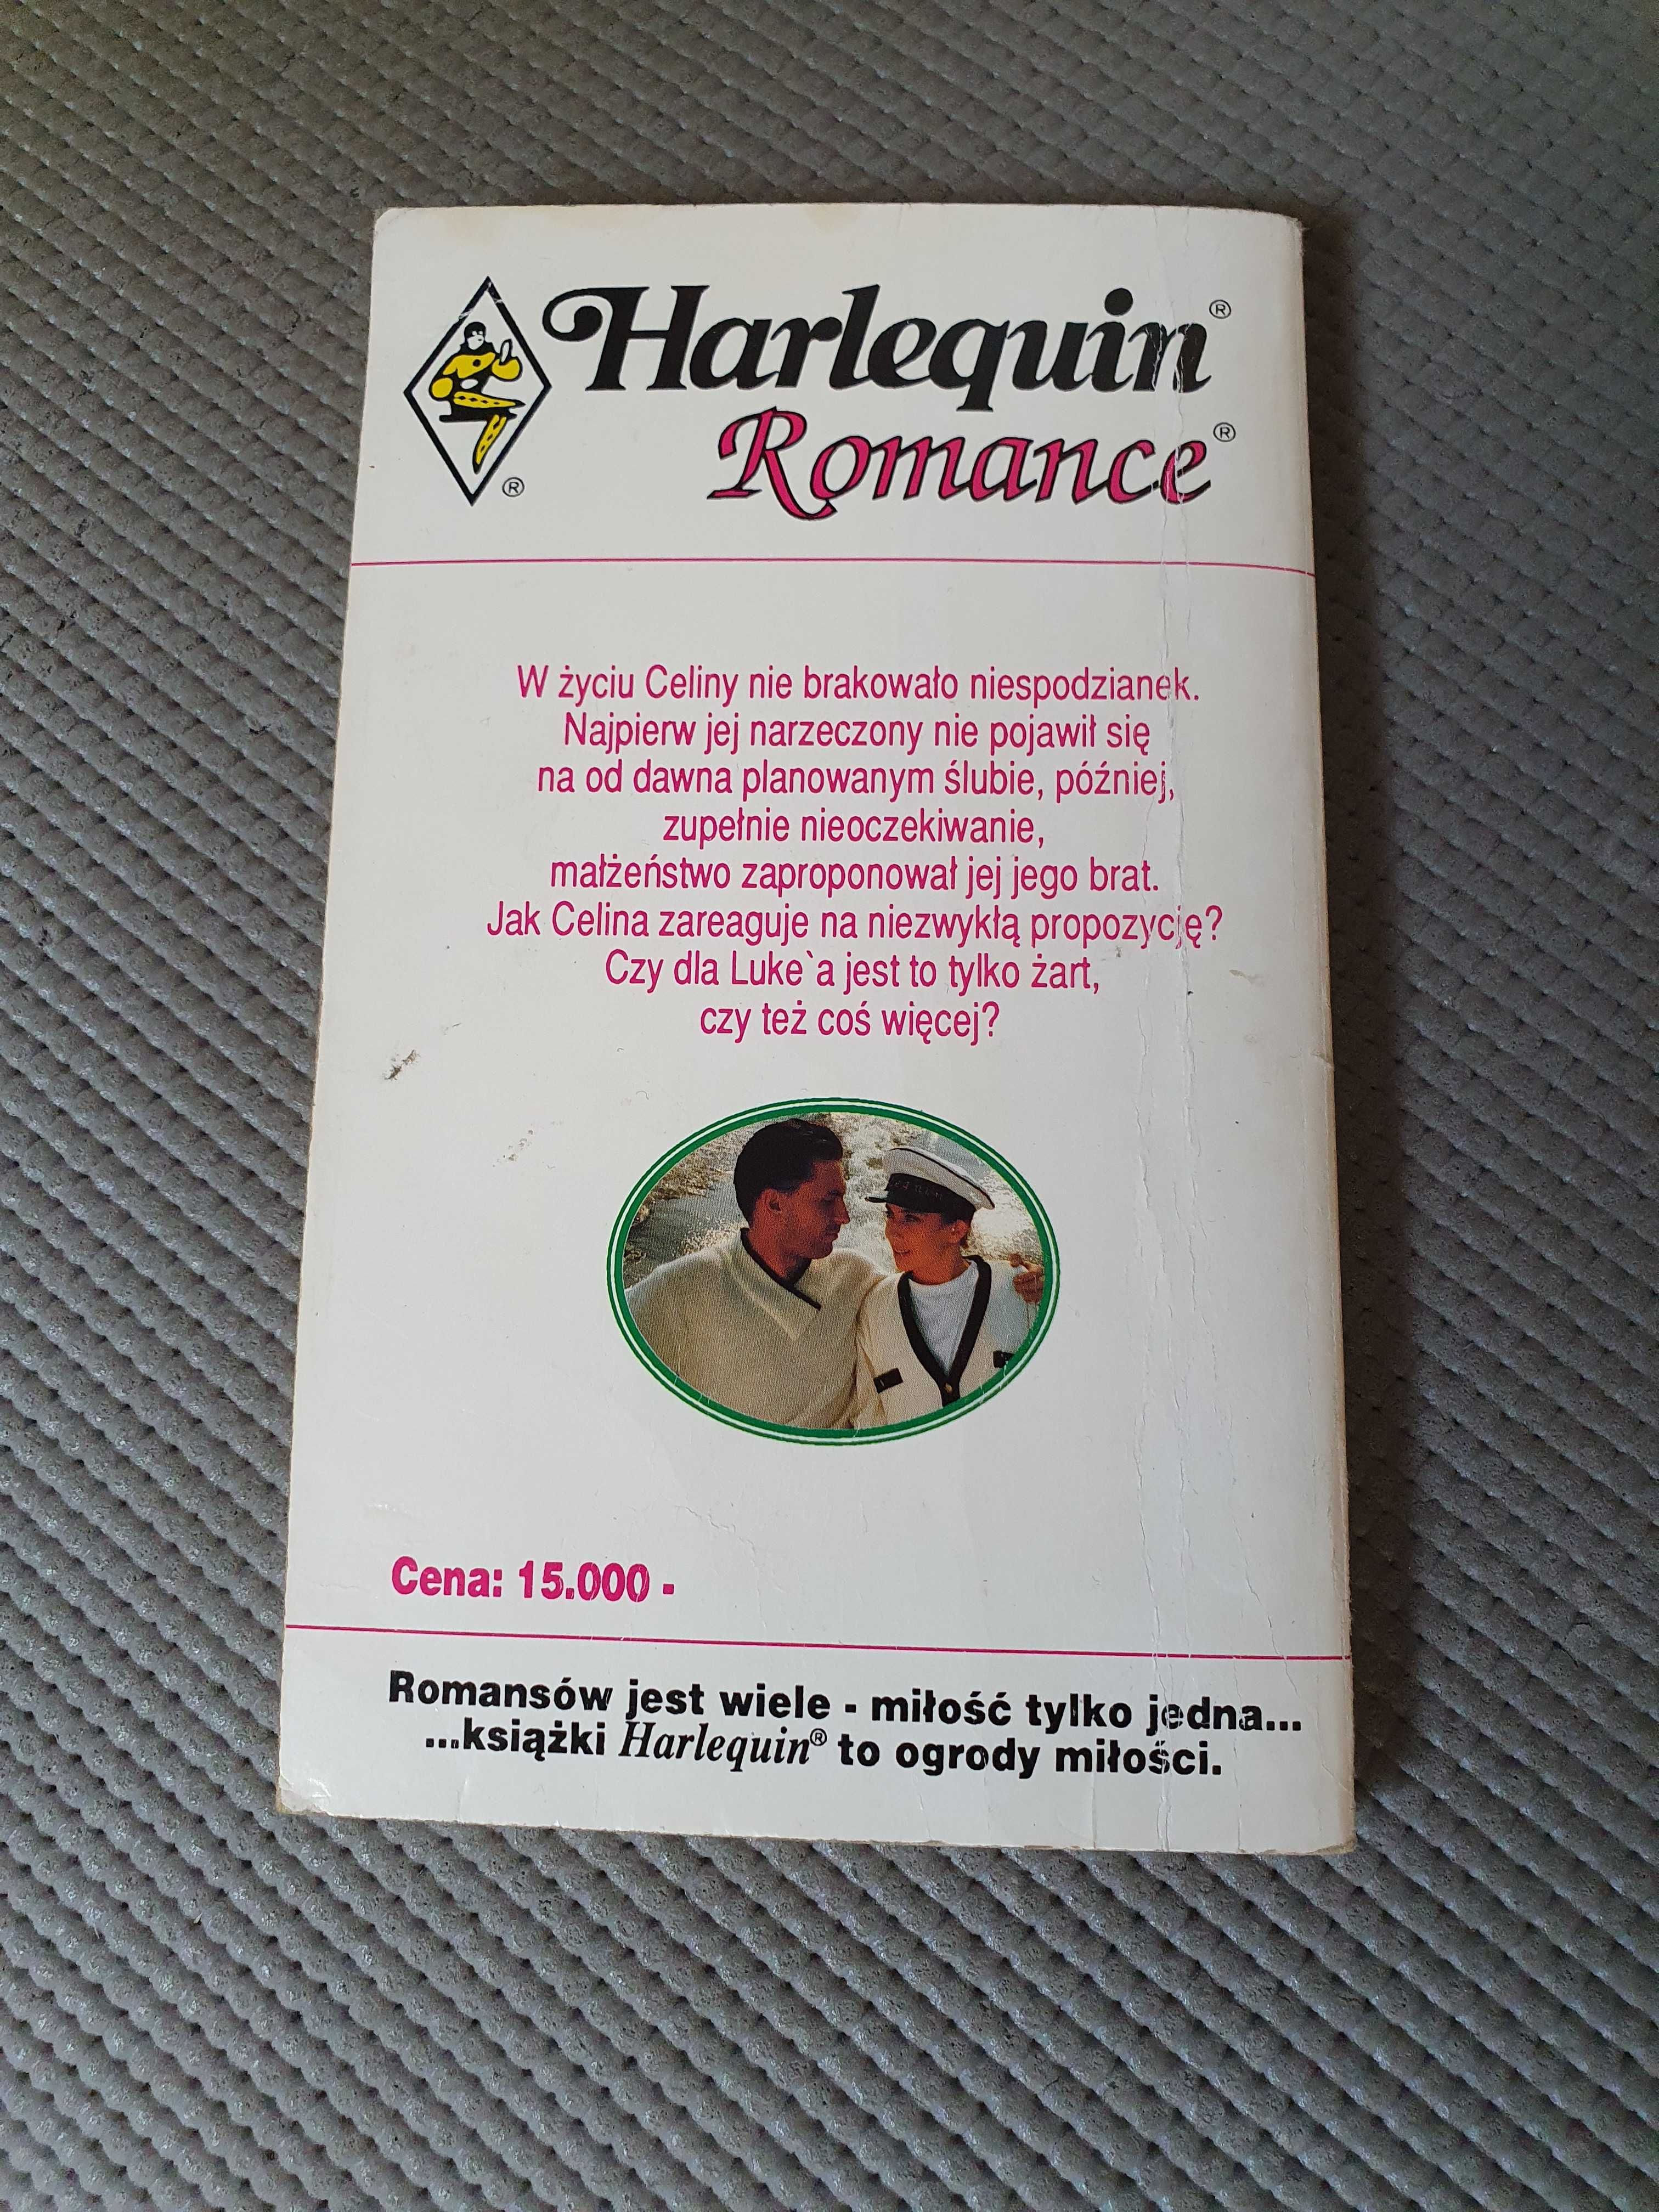 Harlequin®
Romance®
®
W życiu Celiny nie brakowało niespodzianek.
Najpierw jej narzeczony nie pojawił się
na od dawna planowanym ślubie, później,
zupełnie nieoczekiwanie,
małżeństwo zaproponował jej jego brat.
Jak Celina zareaguje na niezwykłą propozycję?
Czy dla Luke`a jest to tylko żart,
czy też coś więcej?
Cena: 15.000 -
Romansów jest wiele - miłość tylko jedna...
...książki Harlequin® to ogrody miłości.